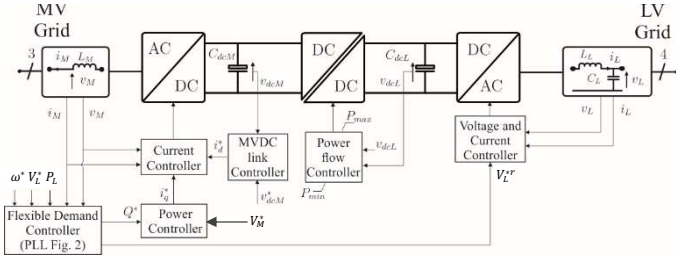 MV
Grid
LV
Grid
3
i_M
L_M
v_M
AC
DC
C_dcM
v_dcM
DC
DC
C_dcL
v_dcL
DC
AC
L_L
i_L
C_L
v_L
4
i_M
v_M
v_L
i_L
P_max
Current
Controller
i_d^*
MVDC
link
Controller
Power
flow
Controller
v_dcL
Voltage and
Current
Controller
ω* V_L^* P_L
i_q^*
v_dcM^*
P_min
V_L^*r
Flexible Demand
Controller
(PLL Fig. 2)
Q*
Power
Controller
V_M^*